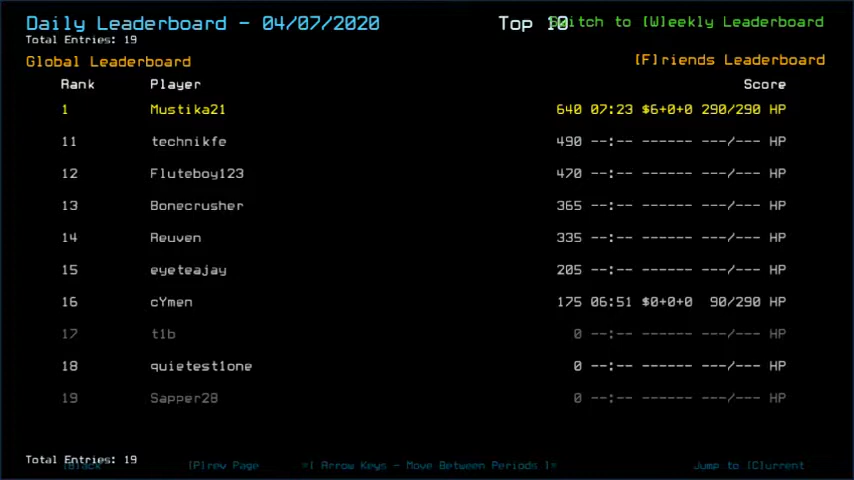 Daily Leaderboard - 04/07/2020 Top 10 Switch to [W]eekly Leaderboard
Total Entries: 19
Global Leaderboard [F]riends Leaderboard
Rank Player Score
1 Mustika21 640 07:23 $6+0+0 290/290 HP
11 technikfe 490 --:-- ------ ---/--- HP
12 Fluteboy123 470 --:-- ------ ---/--- HP
13 Bonecrusher 365 --:-- ------ ---/--- HP
14 Reuven 335 --:-- ------ ---/--- HP
15 eyeteajay 205 --:-- ------ ---/--- HP
16 cYmen 175 06:51 $0+0+0 90/290 HP
17 t1b 0 --:-- ------ ---/--- HP
18 quietest1one 0 --:-- ------ ---/--- HP
19 Sapper28 0 --:-- ------ ---/--- HP
Total Entries: 19
[B]ack [P]rev Page =[ Arrow Keys - Move Between Periods ]= Jump to [C]urrent